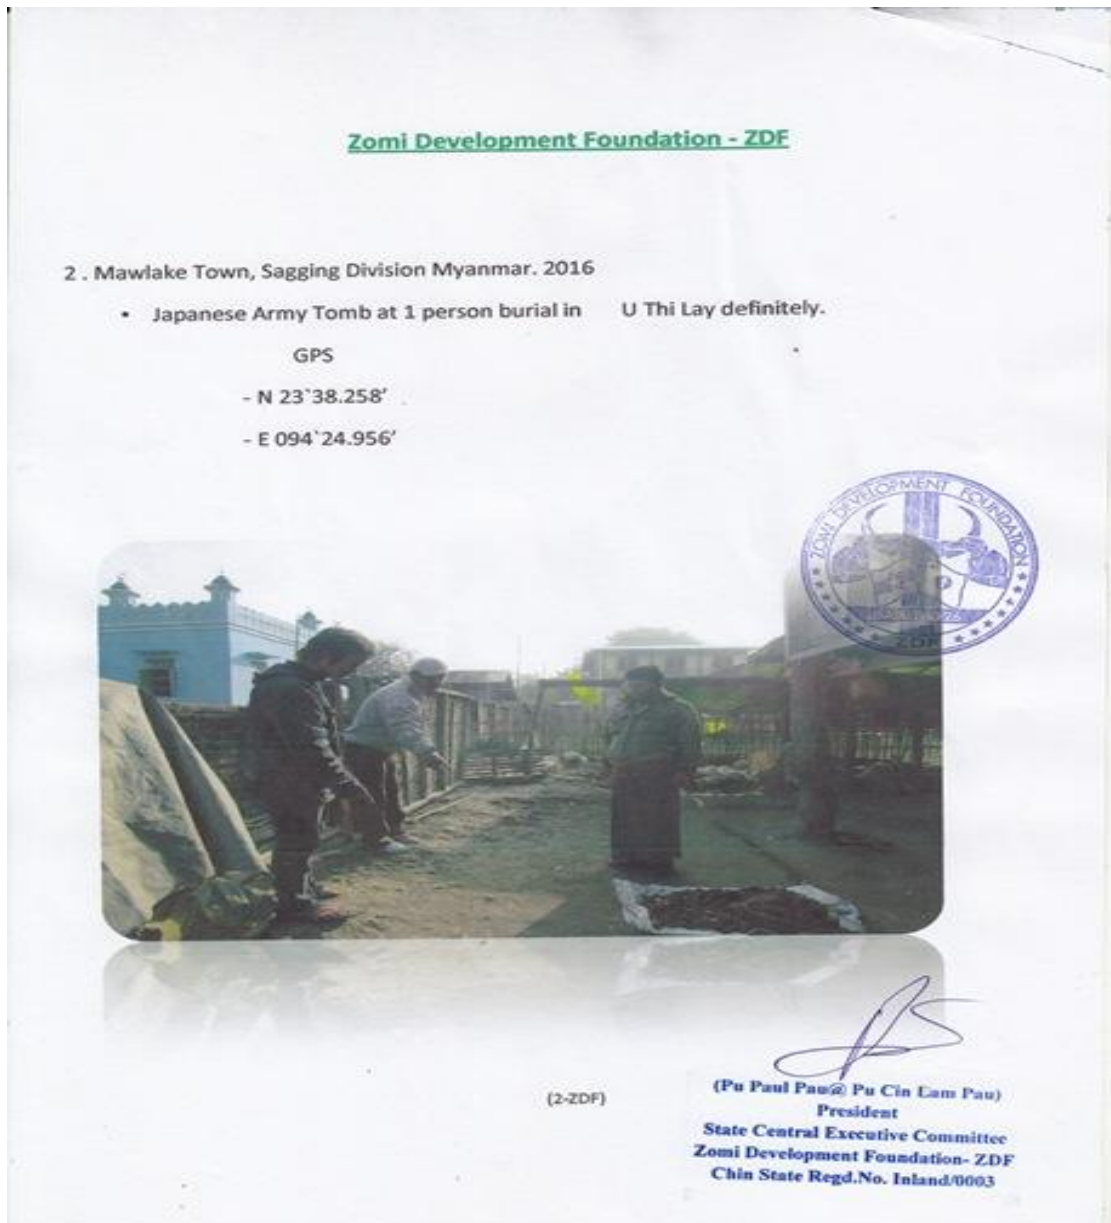 Zomi Development Foundation - ZDF
2 . Mawlake Town, Sagging Division Myanmar. 2016
• Japanese Army Tomb at 1 person burial in U Thi Lay definitely.
GPS
- N 23`38.258’
- E 094`24.956’
ZOMI DEVELOPMENT FOUNDATION
ZDF
(2-ZDF)
(Pu Paul Pau@ Pu Cin Lam Pau)
President
State Central Executive Committee
Zomi Development Foundation- ZDF
Chin State Regd.No. Inland/0003